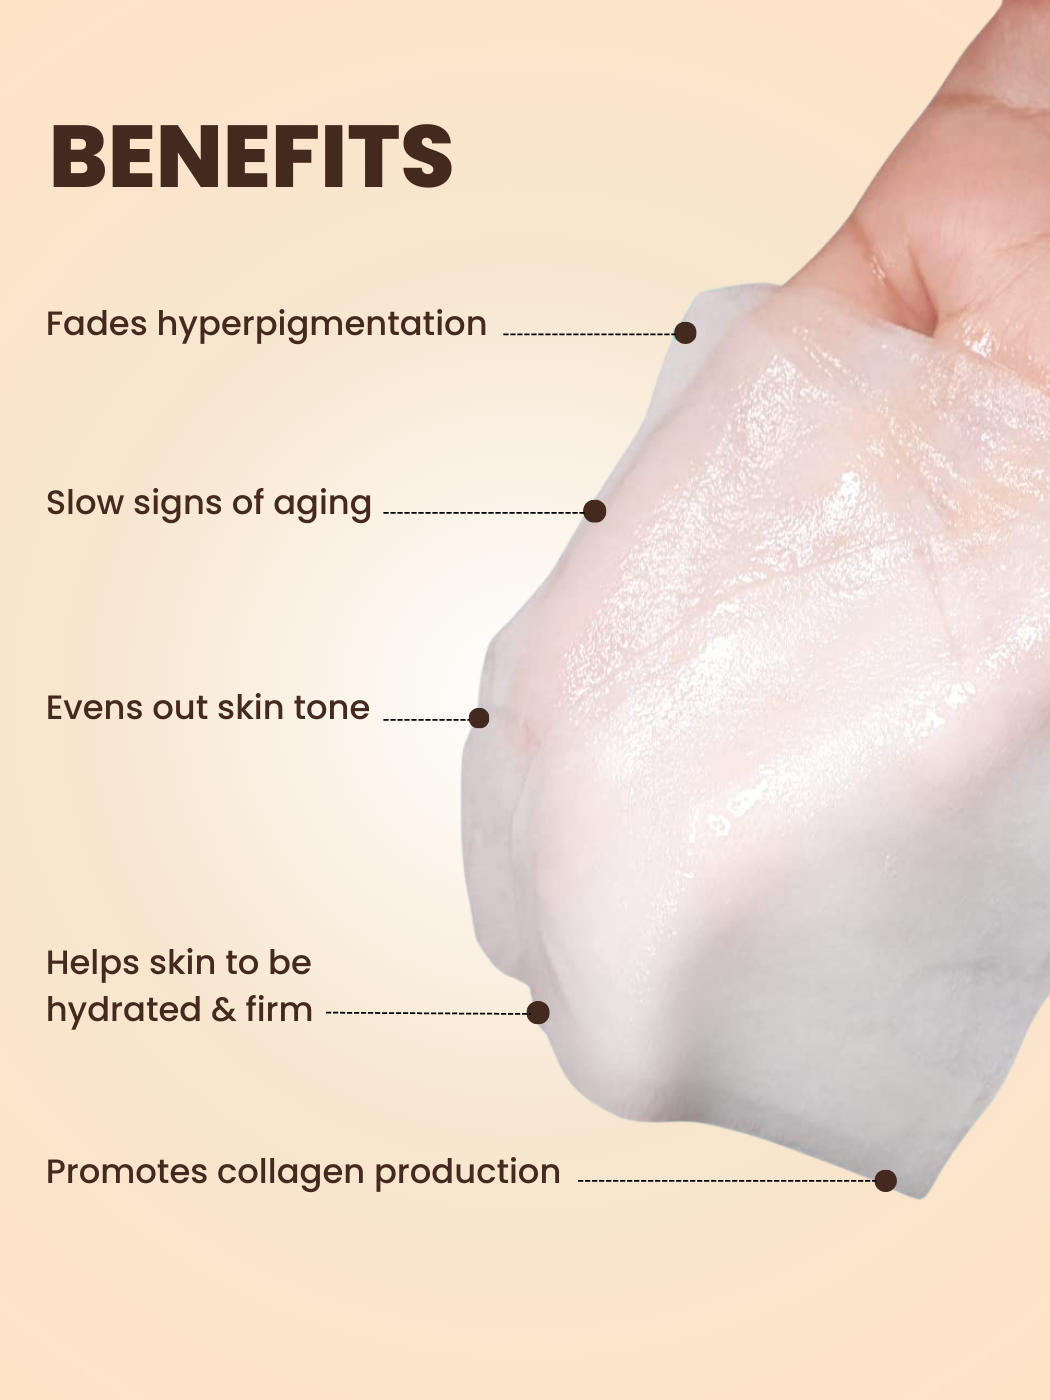 BENEFITS
Fades hyperpigmentation
Slow signs of aging
Evens out skin tone
Helps skin to be
hydrated & firm
Promotes collagen production